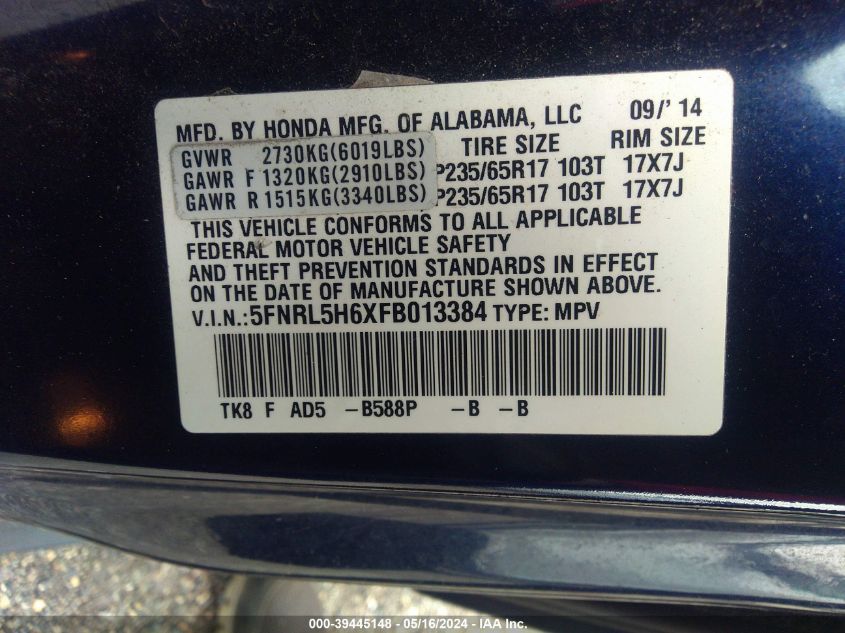 MFD. BY HONDA MFG. OF ALABAMA, LLC 09/' 14
TIRE SIZE RIM SIZE
GVWR 2730KG(6019LBS)
GAWR F 1320KG(2910LBS) P235/65R17 103T 17X7J
GAWR R 1515KG(3340LBS) P235/65R17 103T 17X7J
THIS VEHICLE CONFORMS TO ALL APPLICABLE
FEDERAL MOTOR VEHICLE SAFETY
AND THEFT PREVENTION STANDARDS IN EFFECT
ON THE DATE OF MANUFACTURE SHOWN ABOVE.
V.I.N.:5FNRL5H6XFB013384 TYPE: MPV
TK8 F AD5 -B588P -B -B
000-39445148 - 05/16/2024 - IAA Inc.